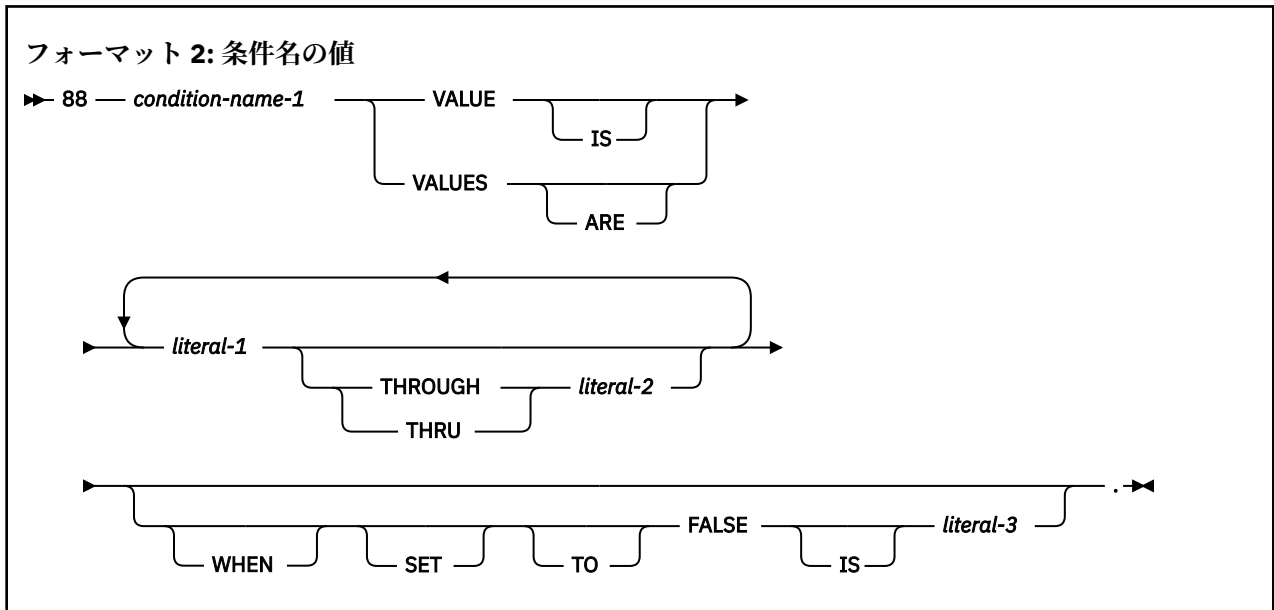 フォーマット 2: 条件名の値
88 condition-name-1 VALUE
IS
VALUES
ARE
literal-1
THROUGH literal-2
THRU
.
FALSE literal-3
WHEN SET TO IS